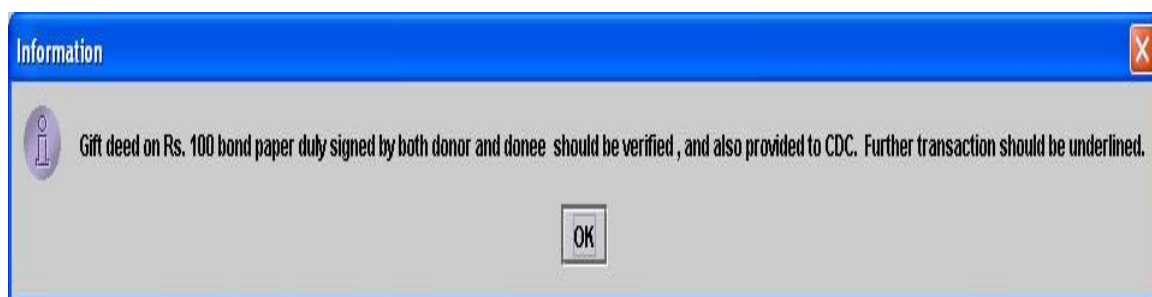 Information
Gift deed on Rs. 100 bond paper duly signed by both donor and donee should be verified , and also provided to CDC. Further transaction should be underlined.
OK